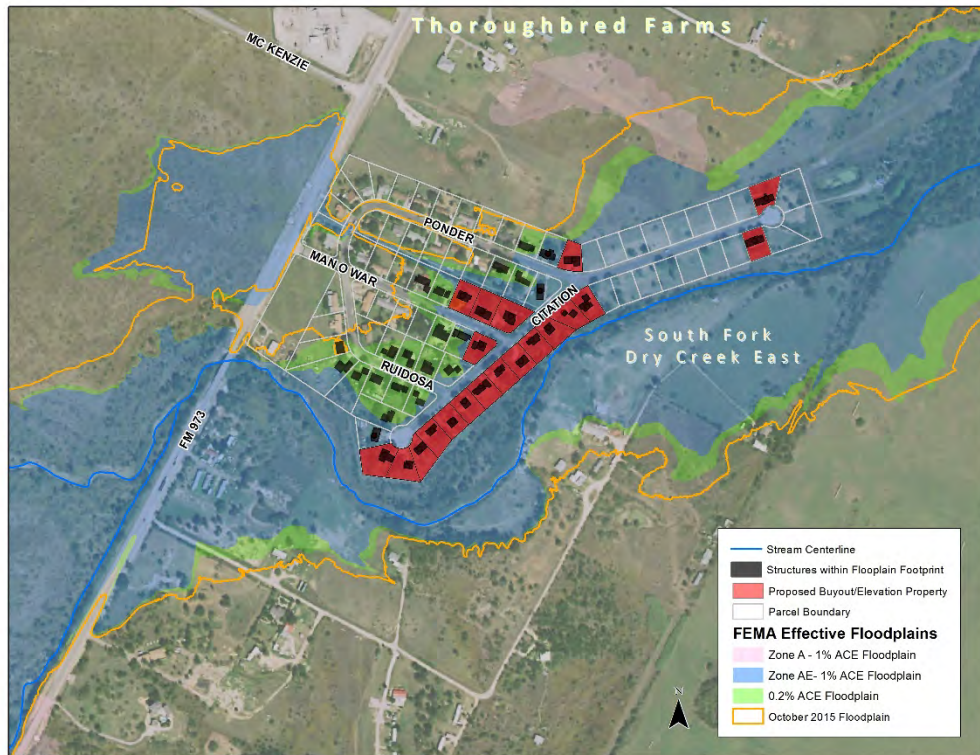 Thoroughbred Farms
MC KENZIE
PONDER
MAN O WAR
CITATION
South Fork
Dry Creek East
RUIDOSA
FM 973
N
Stream Centerline
Structures within Flooplain Footprint
Proposed Buyout/Elevation Property
Parcel Boundary
FEMA Effective Floodplains
Zone A - 1% ACE Floodplain
Zone AE- 1% ACE Floodplain
0.2% ACE Floodplain
October 2015 Floodplain